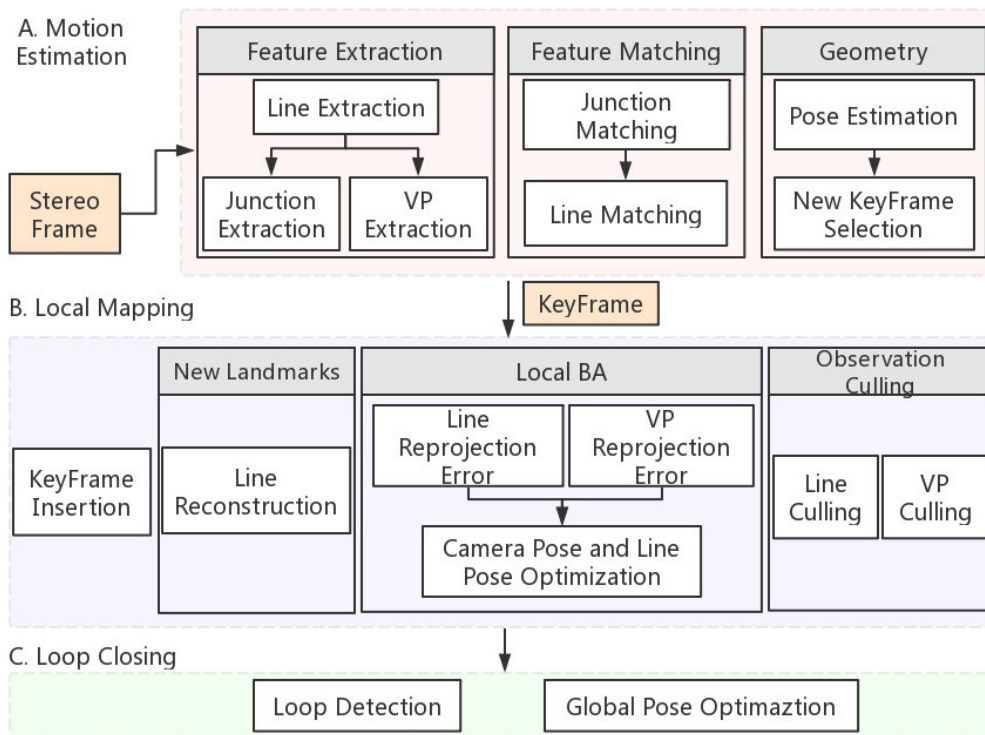 A. Motion
Estimation
Feature Extraction
Feature Matching
Geometry
Line Extraction
Junction
Matching
Pose Estimation
Stereo
Frame
Junction
Extraction
VP
Extraction
Line Matching
New KeyFrame
Selection
KeyFrame
B. Local Mapping
New Landmarks
Local BA
Observation
Culling
KeyFrame
Insertion
Line
Reconstruction
Line
Reprojection
Error
VP
Reprojection
Error
Camera Pose and Line
Pose Optimization
Line
Culling
VP
Culling
C. Loop Closing
Loop Detection
Global Pose Optimaztion